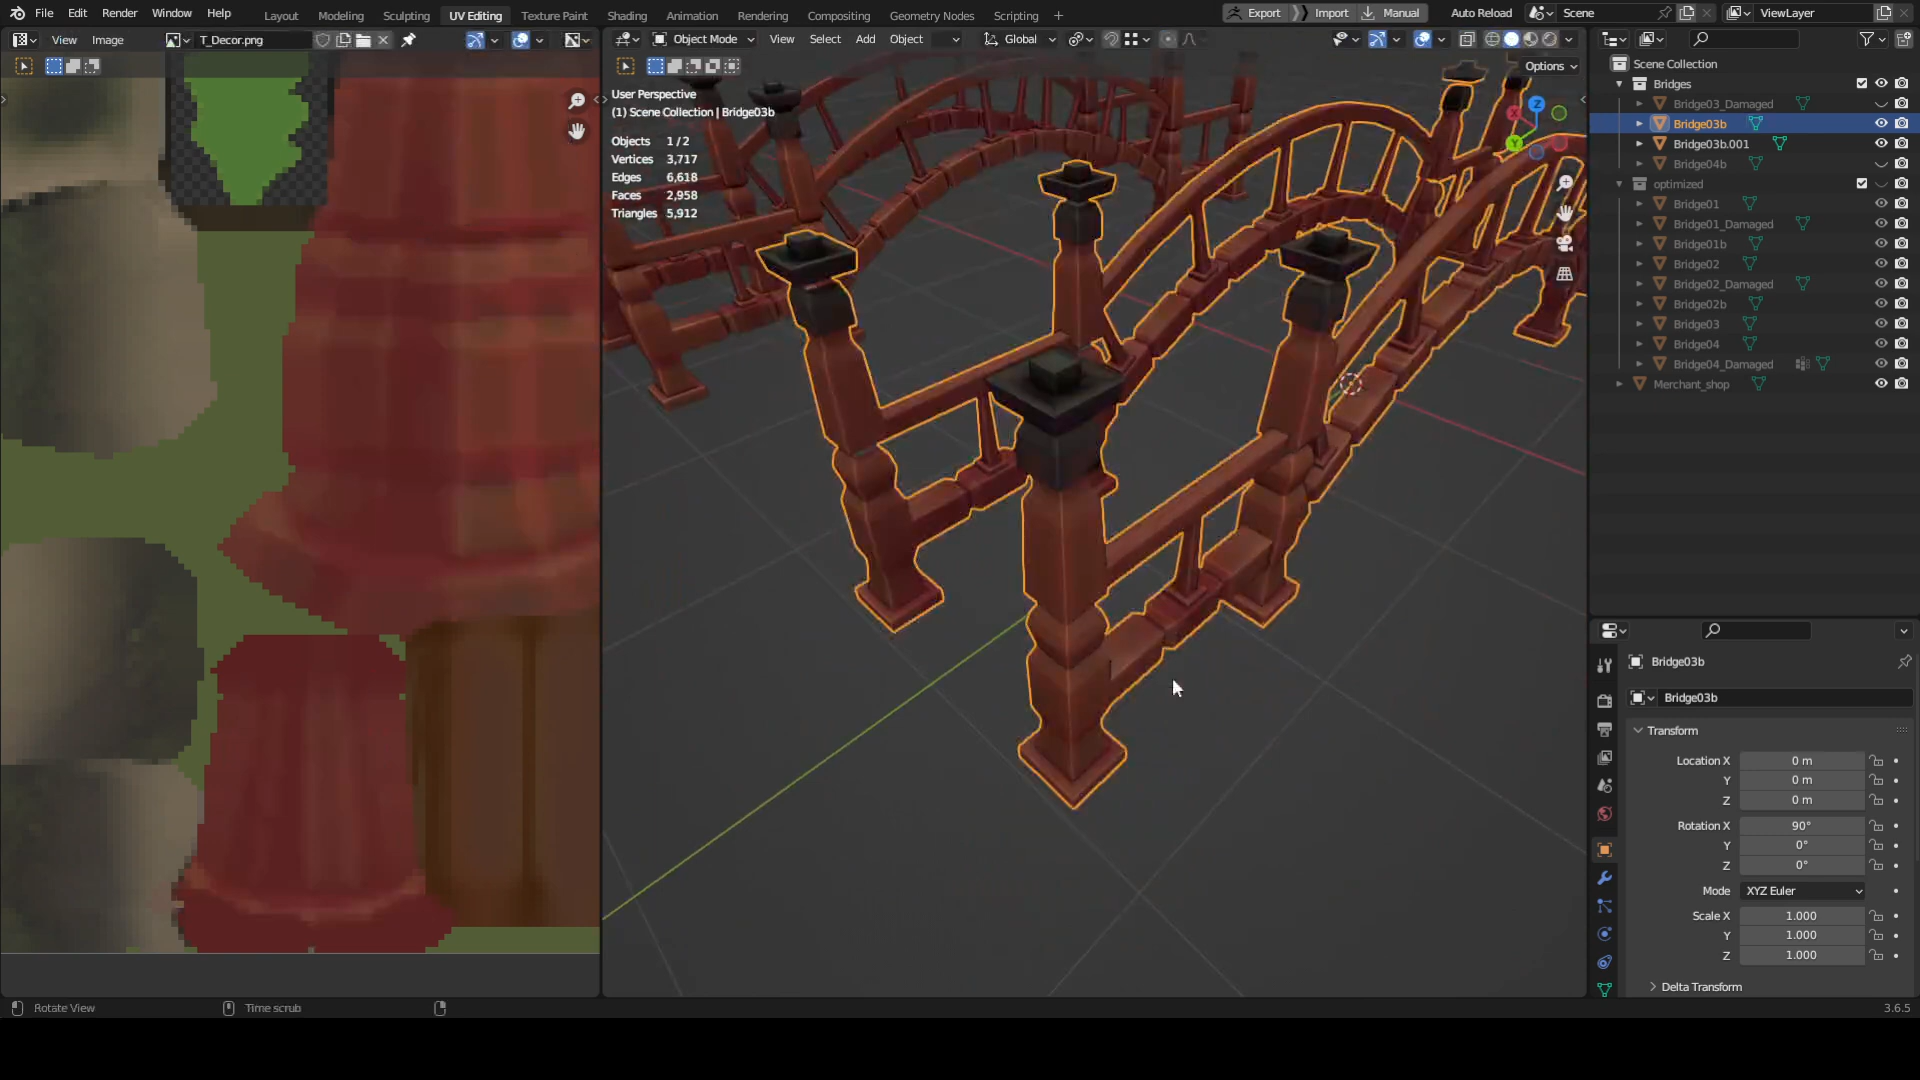 File Edit Render Window Help Layout Modeling Sculpting UV Editing Texture Paint Shading Animation Rendering Compositing Geometry Nodes Scripting + Export Import Manual Auto Reload Scene ViewLayer
View Image T_Decor.png Object Mode View Select Add Object Global
Options
User Perspective
(1) Scene Collection | Bridge03b
Objects 1 / 2
Vertices 3,717
Edges 6,618
Faces 2,958
Triangles 5,912
Z
Y
Scene Collection
Bridges
Bridge03_Damaged
Bridge03b
Bridge03b.001
Bridge04b
optimized
Bridge01
Bridge01_Damaged
Bridge01b
Bridge02
Bridge02_Damaged
Bridge02b
Bridge03
Bridge04
Bridge04_Damaged
Merchant_shop
Bridge03b
Bridge03b
Transform
Location X 0 m
Y 0 m
Z 0 m
Rotation X 90°
Y 0°
Z 0°
Mode XYZ Euler
Scale X 1.000
Y 1.000
Z 1.000
Delta Transform
Rotate View Time scrub 3.6.5